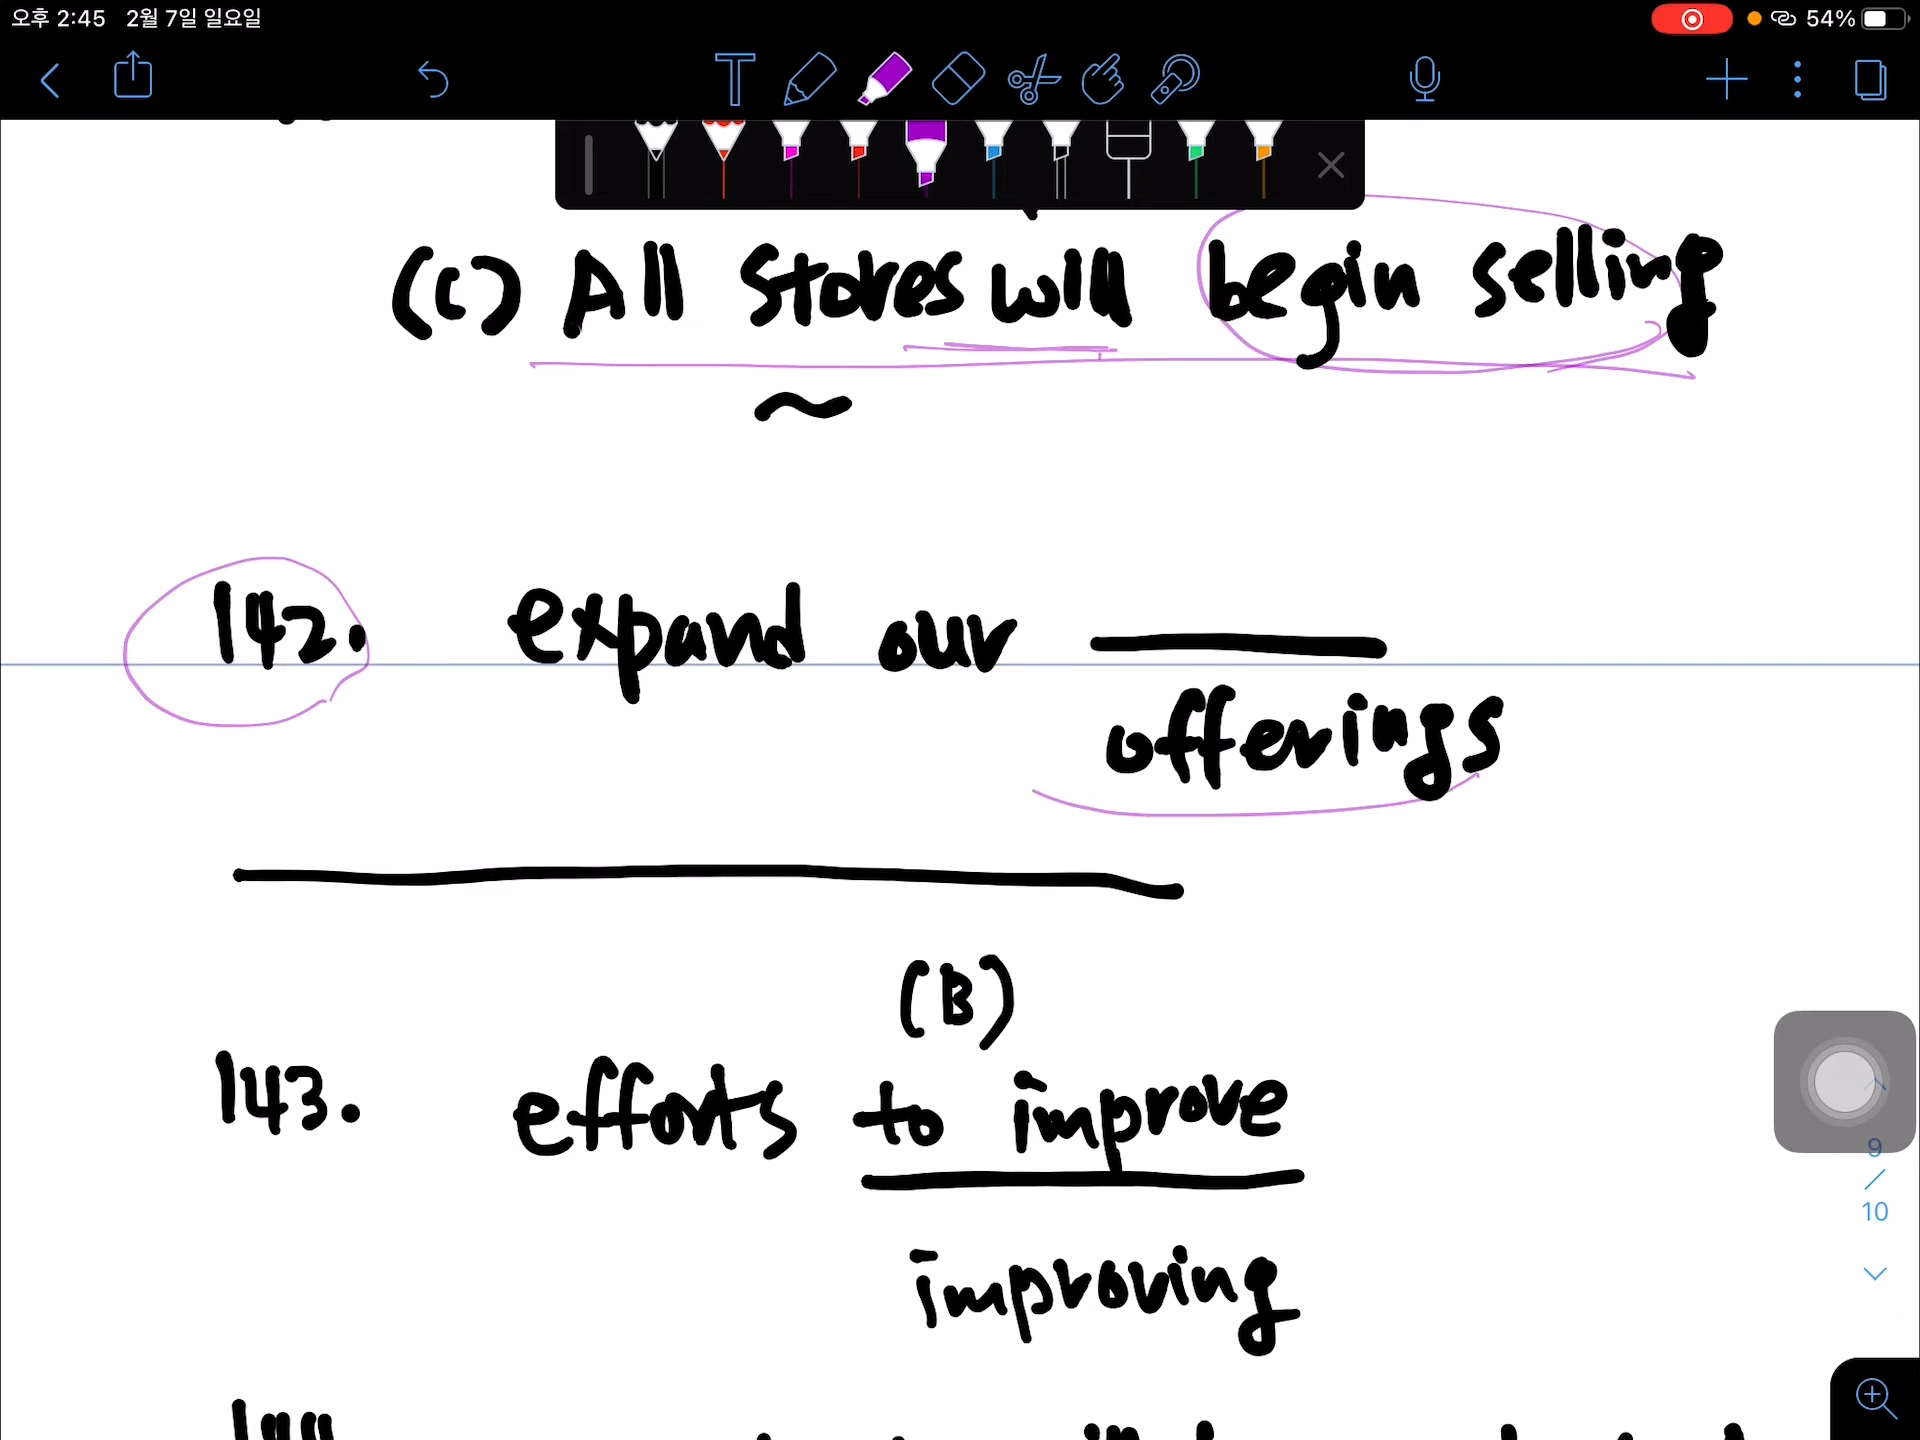 오후 2:45 2월 7일 일요일
54%
(C) All stores will begin selling
~
142. expand our
offerings
(B)
143. efforts to improve
improving
9
/
10